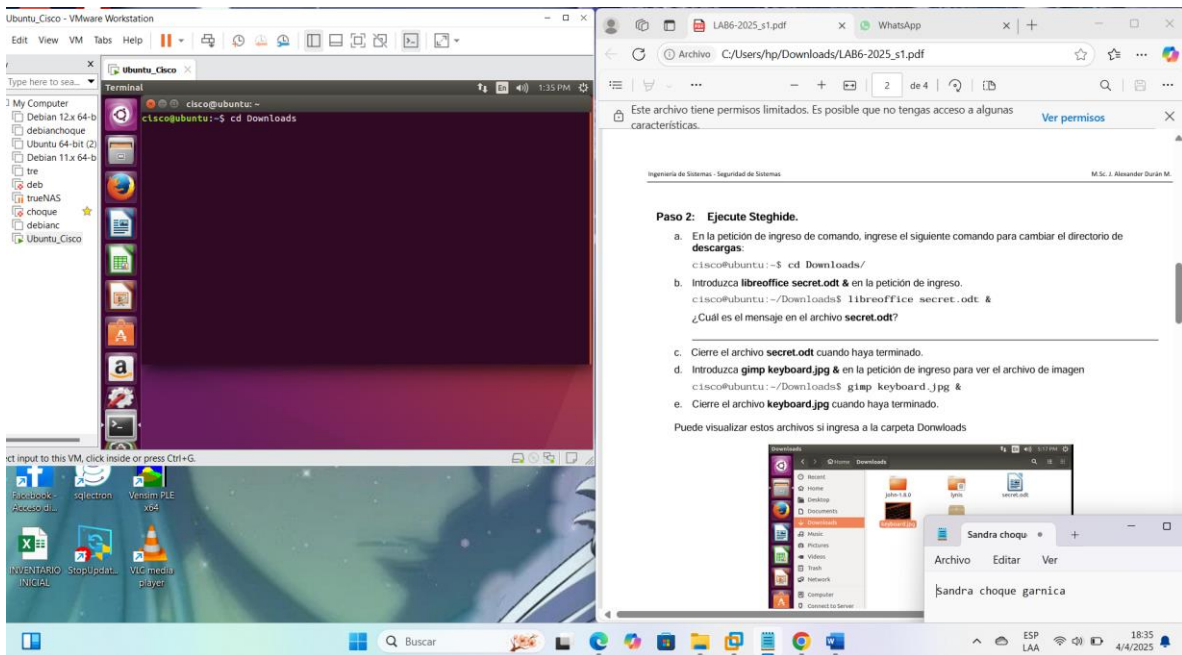 Ubuntu_Cisco - VMware Workstation
Edit View VM Tabs Help
Type here to sea...
My Computer
Debian 12.x 64-b
debianchoque
Ubuntu 64-bit (2)
Debian 11.x 64-b
tre
deb
trueNAS
choque
debianc
Ubuntu_Cisco
Ubuntu_Cisco
Terminal
En 1:35 PM
cisco@ubuntu: ~
cisco@ubuntu:~$ cd Downloads
ect input to this VM, click inside or press Ctrl+G.
Facebook - Acceso di...
sqlectron
Vensim PLE x64
INVENTARIO INICIAL
StopUpdat...
VLC media player
LAB6-2025_s1.pdf
WhatsApp
Archivo C:/Users/hp/Downloads/LAB6-2025_s1.pdf
2 de 4
Este archivo tiene permisos limitados. Es posible que no tengas acceso a algunas
características.
Ver permisos
Ingeniería de Sistemas - Seguridad de Sistemas M.Sc. J. Alexander Durán M.
Paso 2: Ejecute Steghide.
a. En la petición de ingreso de comando, ingrese el siguiente comando para cambiar el directorio de
descargas:
cisco@ubuntu:~$ cd Downloads/
b. Introduzca libreoffice secret.odt & en la petición de ingreso.
cisco@ubuntu:~/Downloads$ libreoffice secret.odt &
¿Cuál es el mensaje en el archivo secret.odt?
c. Cierre el archivo secret.odt cuando haya terminado.
d. Introduzca gimp keyboard.jpg & en la petición de ingreso para ver el archivo de imagen
cisco@ubuntu:~/Downloads$ gimp keyboard.jpg &
e. Cierre el archivo keyboard.jpg cuando haya terminado.
Puede visualizar estos archivos si ingresa a la carpeta Donwloads
Downloads
En 3:17 PM
Home Downloads
Recent
Home
Desktop
Documents
Downloads
Music
Pictures
Videos
Trash
Network
Computer
Connect to Server
john-1.8.0
lynis
secret.odt
keyboard.jpg
Sandra choqu
Archivo Editar Ver
Sandra choque garnica
Buscar
ESP
LAA
18:35
4/4/2025